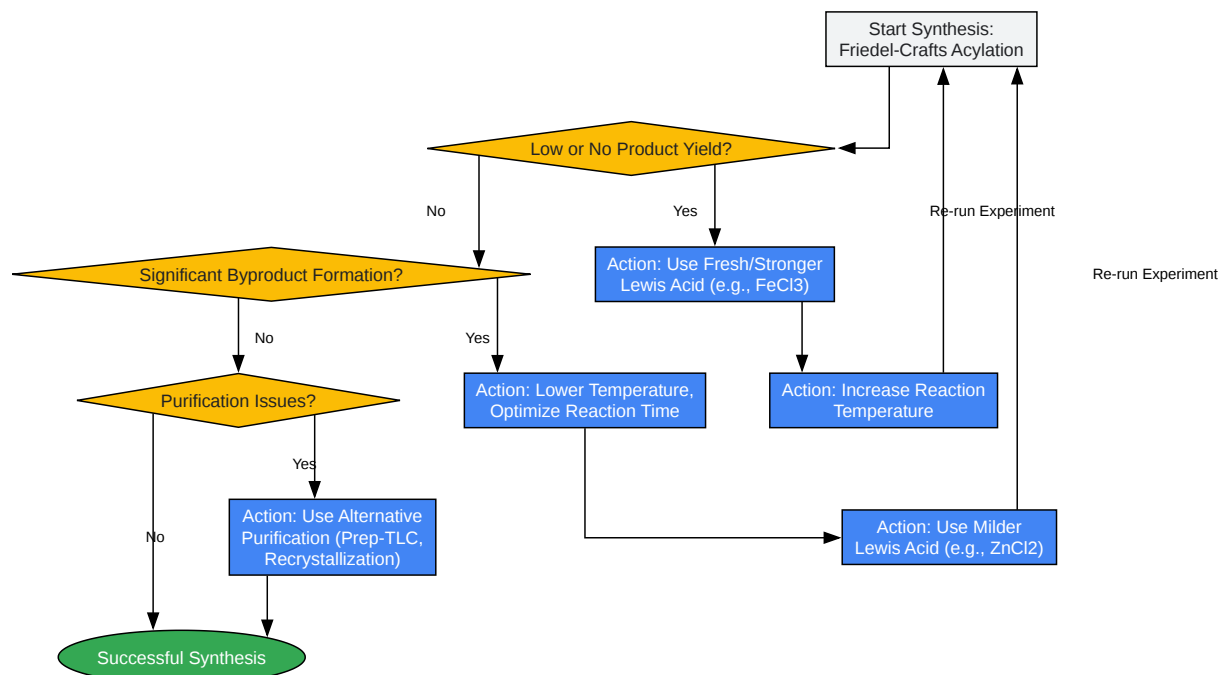 Start Synthesis:
Friedel-Crafts Acylation
Low or No Product Yield?
No
Yes
Re-run Experiment
Significant Byproduct Formation?
Action: Use Fresh/Stronger
Lewis Acid (e.g., FeCl3)
Re-run Experiment
No
Yes
Purification Issues?
Action: Lower Temperature,
Optimize Reaction Time
Action: Increase Reaction
Temperature
Yes
No
Action: Use Alternative
Purification (Prep-TLC,
Recrystallization)
Action: Use Milder
Lewis Acid (e.g., ZnCl2)
Successful Synthesis